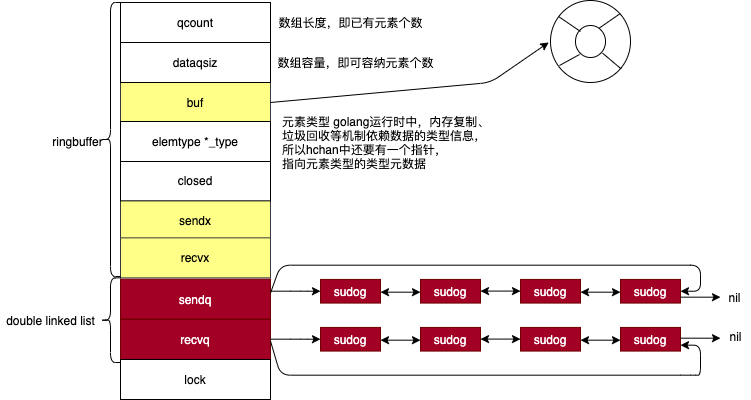 qcount
数组长度，即已有元素个数
dataqsiz
数组容量，即可容纳元素个数
buf
元素类型 golang运行时中，内存复制、
垃圾回收等机制依赖数据的类型信息，
所以hchan中还要有一个指针，
指向元素类型的类型元数据
ringbuffer
elemtype *_type
closed
sendx
recvx
double linked list
sendq
sudog
sudog
sudog
sudog
nil
recvq
sudog
sudog
sudog
sudog
nil
lock